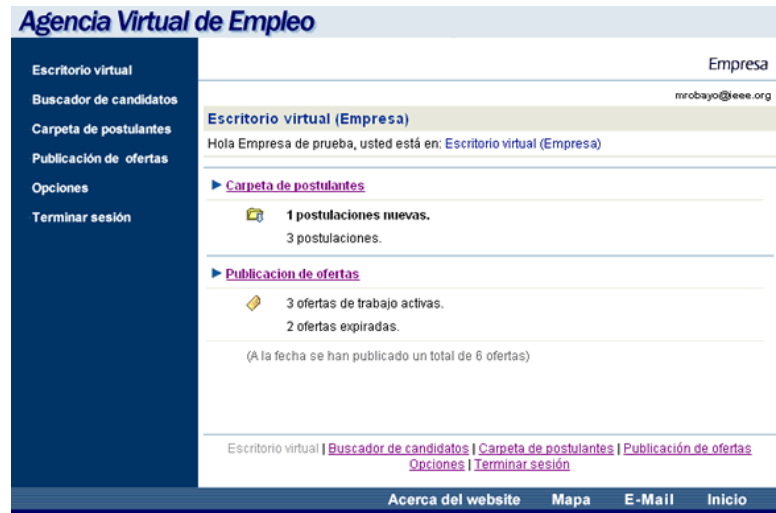 Agencia Virtual de Empleo
Escritorio virtual
Buscador de candidatos
Carpeta de postulantes
Publicación de ofertas
Opciones
Terminar sesión
Empresa
mrobayo@ieee.org
Escritorio virtual (Empresa)
Hola Empresa de prueba, usted está en: Escritorio virtual (Empresa)
Carpeta de postulantes
1 postulaciones nuevas.
3 postulaciones.
Publicacion de ofertas
3 ofertas de trabajo activas.
2 ofertas expiradas.
(A la fecha se han publicado un total de 6 ofertas)
Escritorio virtual | Buscador de candidatos | Carpeta de postulantes | Publicación de ofertas
Opciones | Terminar sesión
Acerca del website Mapa E-Mail Inicio